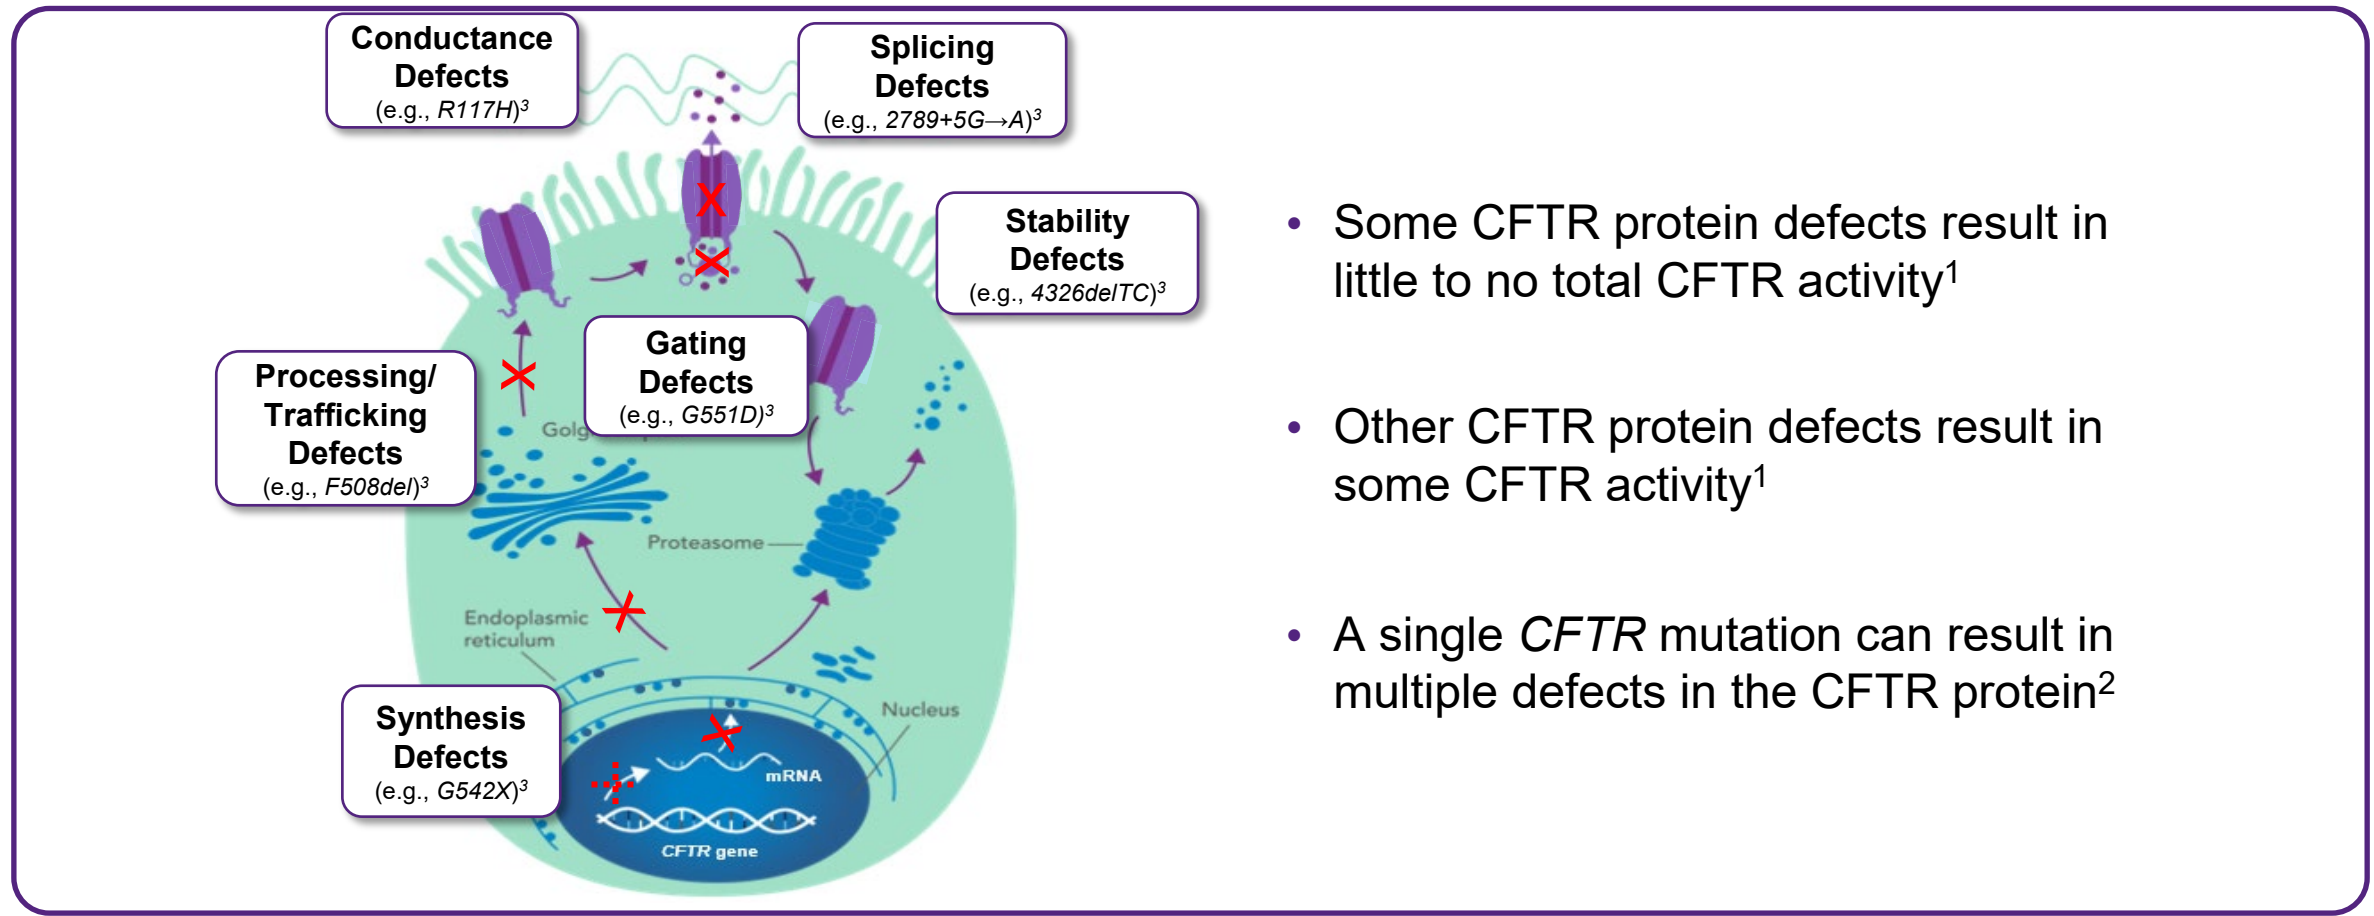 Conductance
Defects
(e.g., R117H)³
Splicing
Defects
(e.g., 2789+5G→A)³
Stability
Defects
(e.g., 4326delTC)³
Gating
Defects
(e.g., G551D)³
Processing/
Trafficking
Defects
(e.g., F508del)³
Proteasome
Endoplasmic
reticulum
Nucleus
Synthesis
Defects
(e.g., G542X)³
mRNA
CFTR gene
• Some CFTR protein defects result in
little to no total CFTR activity¹
• Other CFTR protein defects result in
some CFTR activity¹
• A single CFTR mutation can result in
multiple defects in the CFTR protein²